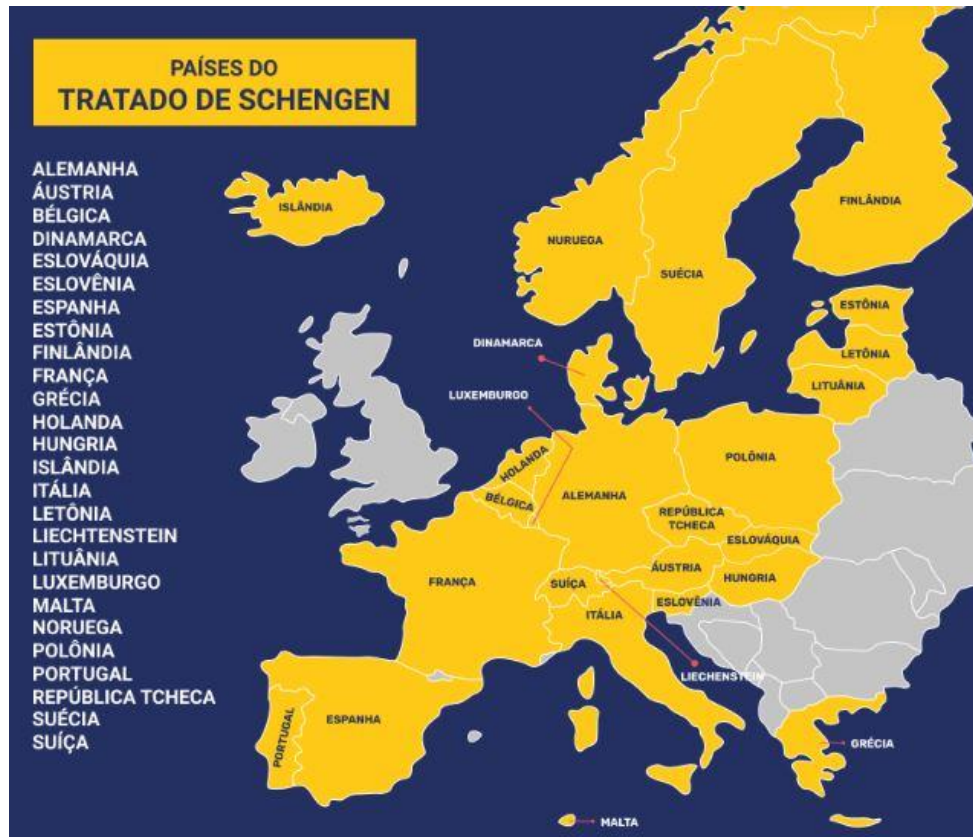 PAÍSES DO
TRATADO DE SCHENGEN
ALEMANHA
ÁUSTRIA
BÉLGICA
DINAMARCA
ESLOVÁQUIA
ESLOVÊNIA
ESPANHA
ESTÔNIA
FINLÂNDIA
FRANÇA
GRÉCIA
HOLANDA
HUNGRIA
ISLÂNDIA
ITÁLIA
LETÔNIA
LIECHTENSTEIN
LITUÂNIA
LUXEMBURGO
MALTA
NORUEGA
POLÔNIA
PORTUGAL
REPÚBLICA TCHECA
SUÉCIA
SUÍÇA
ISLÂNDIA
FINLÂNDIA
NURUEGA
SUÉCIA
ESTÔNIA
DINAMARCA
LETÔNIA
LITUÂNIA
LUXEMBURGO
HOLANDA
POLÔNIA
BÉLGICA
ALEMANHA
REPÚBLICA
TCHECA
ESLOVÁQUIA
ÁUSTRIA
FRANÇA
SUÍÇA
HUNGRIA
ESLOVÊNIA
ITÁLIA
LIECHTENSTEIN
PORTUGAL
ESPANHA
GRÉCIA
MALTA